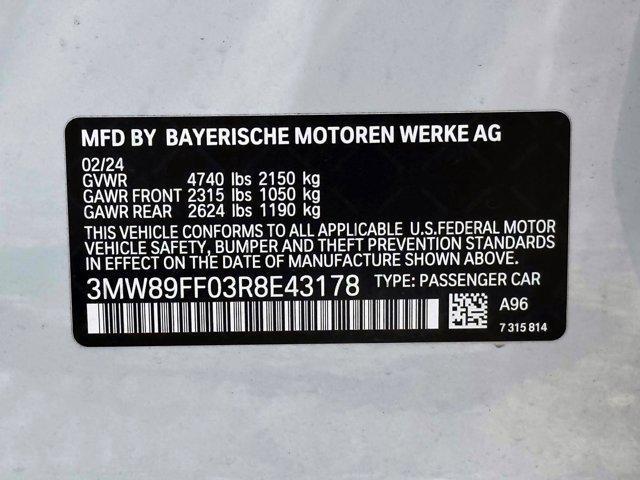 MFD BY BAYERISCHE MOTOREN WERKE AG
02/24
GVWR 4740 lbs 2150 kg
GAWR FRONT 2315 lbs 1050 kg
GAWR REAR 2624 lbs 1190 kg
THIS VEHICLE CONFORMS TO ALL APPLICABLE U.S.FEDERAL MOTOR
VEHICLE SAFETY, BUMPER AND THEFT PREVENTION STANDARDS IN
EFFECT ON THE DATE OF MANUFACTURE SHOWN ABOVE.
3MW89FF03R8E43178 TYPE: PASSENGER CAR
A96
7 315 814